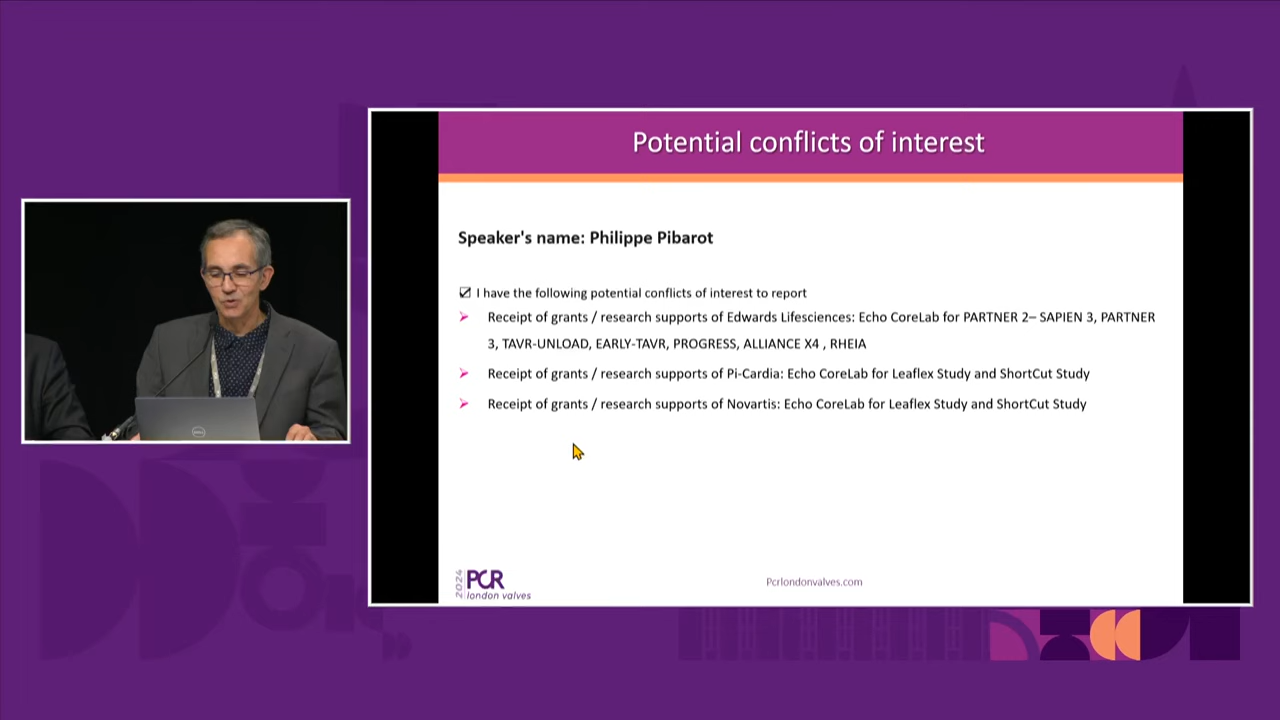 Potential conflicts of interest
Speaker's name: Philippe Pibarot
I have the following potential conflicts of interest to report
Receipt of grants / research supports of Edwards Lifesciences: Echo CoreLab for PARTNER 2– SAPIEN 3, PARTNER
3, TAVR-UNLOAD, EARLY-TAVR, PROGRESS, ALLIANCE X4 , RHEIA
Receipt of grants / research supports of Pi-Cardia: Echo CoreLab for Leaflex Study and ShortCut Study
Receipt of grants / research supports of Novartis: Echo CoreLab for Leaflex Study and ShortCut Study
2024
PCR
london valves
Pcrlondonvalves.com
DELL